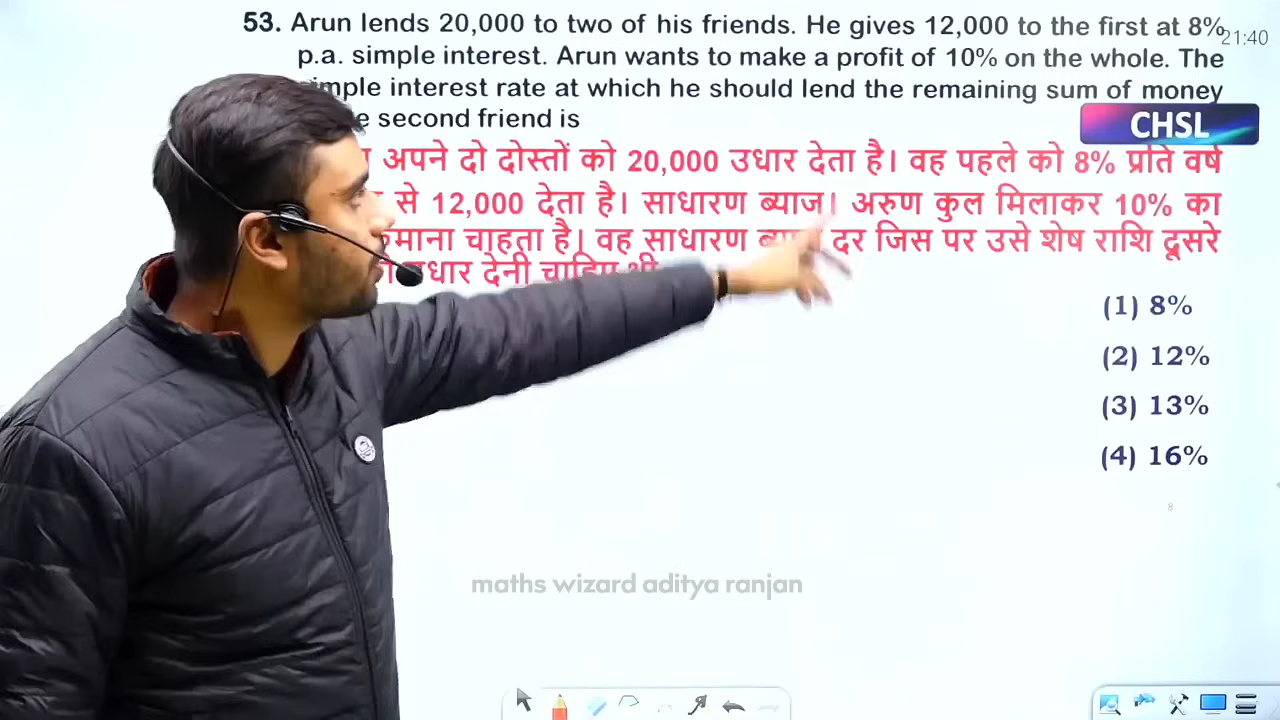 53. Arun lends 20,000 to two of his friends. He gives 12,000 to the first at 8%
21:40
p.a. simple interest. Arun wants to make a profit of 10% on the whole. The
simple interest rate at which he should lend the remaining sum of money
second friend is
CHSL
अपने दो दोस्तों को 20,000 उधार देता है। वह पहले को 8% प्रति वर्ष
से 12,000 देता है। साधारण ब्याज। अरुण कुल मिलाकर 10% का
कमाना चाहता है। वह साधारण दर जिस पर उसे शेष राशि दूसरे
उधार देनी चाहिए
(1) 8%
(2) 12%
(3) 13%
(4) 16%
8
maths wizard aditya ranjan